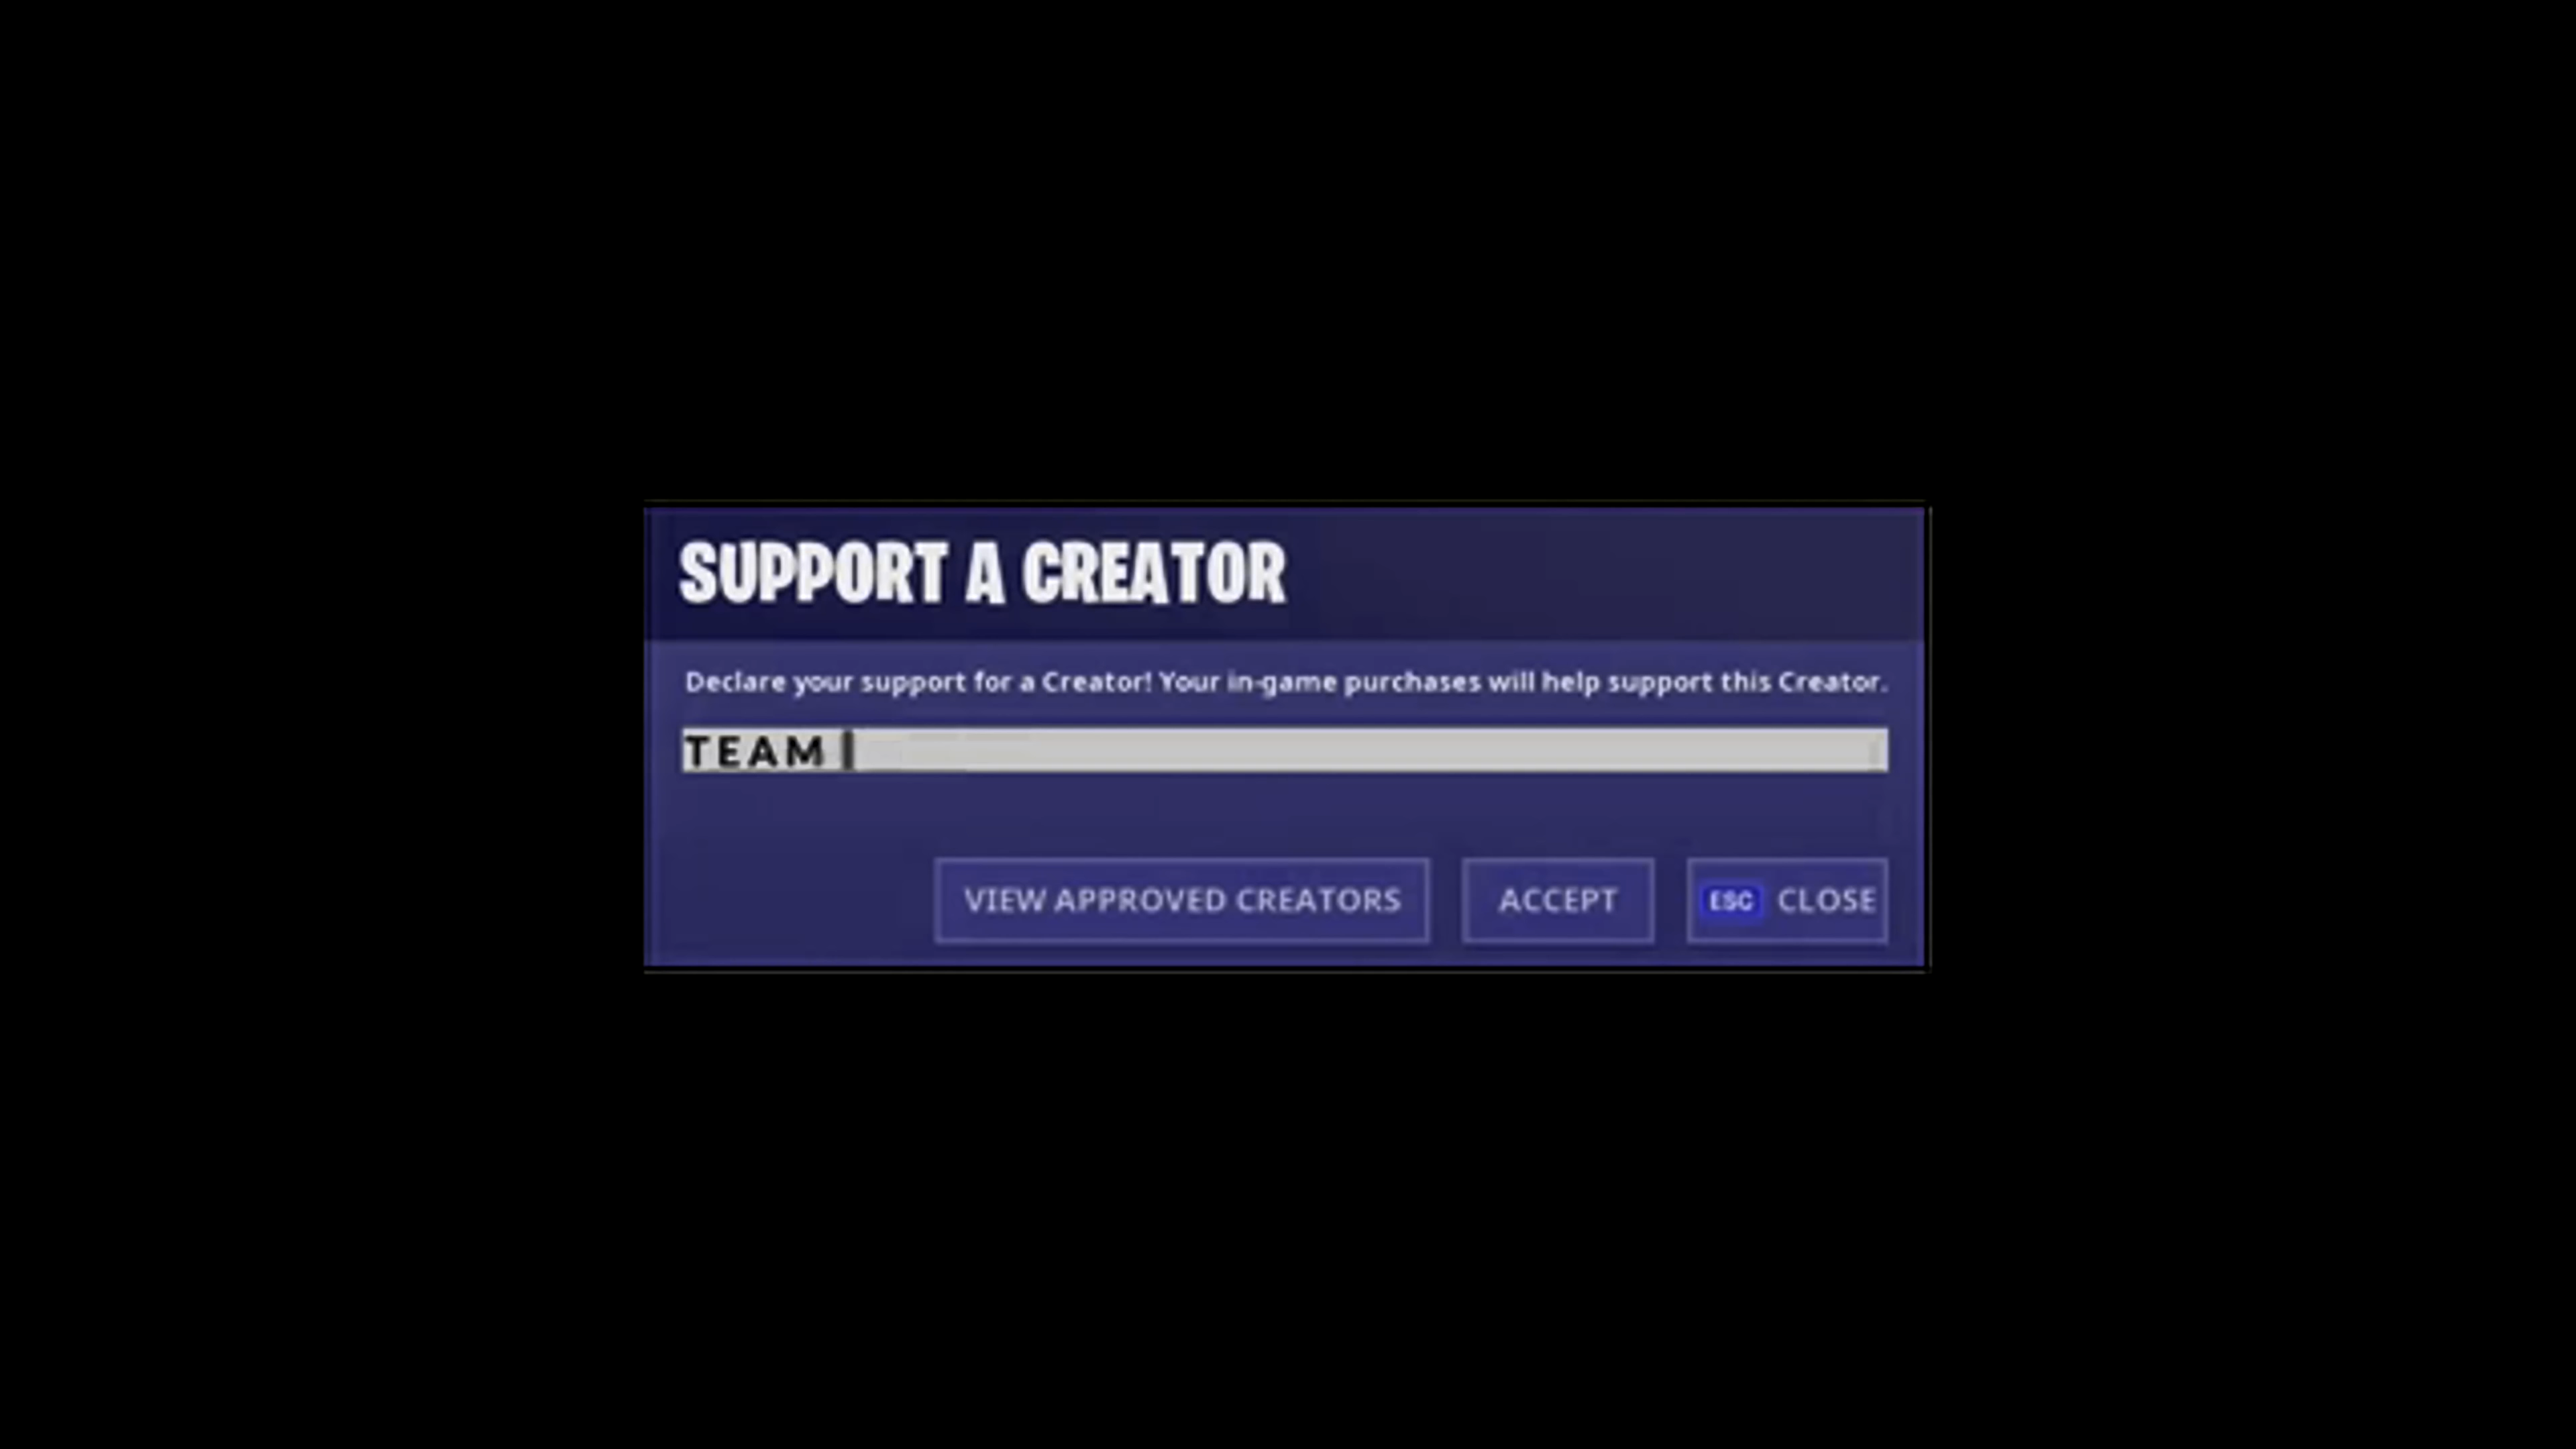 SUPPORT A CREATOR
Declare your support for a Creator! Your in-game purchases will help support this Creator.
TEAM
VIEW APPROVED CREATORS
ACCEPT
ESC CLOSE